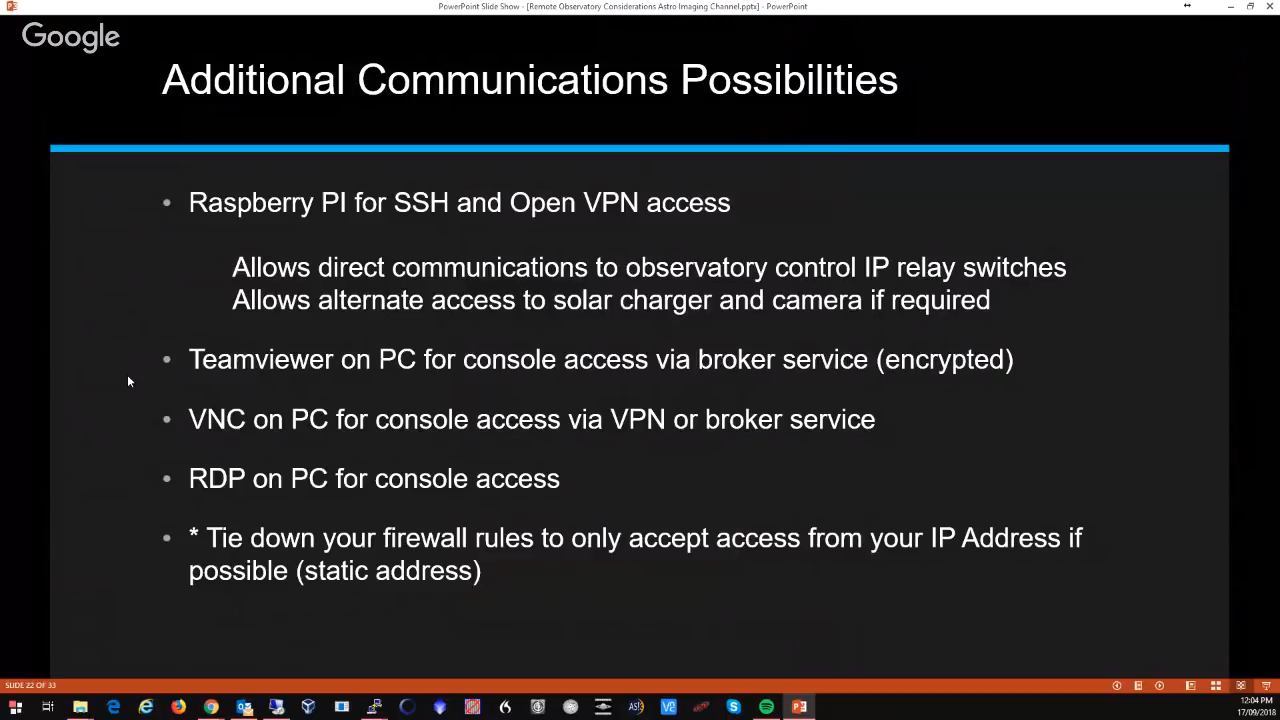 PowerPoint Slide Show - [Remote Observatory Considerations Astro Imaging Channel.pptx] - PowerPoint
Google
Additional Communications Possibilities
• Raspberry PI for SSH and Open VPN access
Allows direct communications to observatory control IP relay switches
Allows alternate access to solar charger and camera if required
• Teamviewer on PC for console access via broker service (encrypted)
• VNC on PC for console access via VPN or broker service
• RDP on PC for console access
• * Tie down your firewall rules to only accept access from your IP Address if
possible (static address)
SLIDE 22 OF 33
12:04 PM
17/09/2018